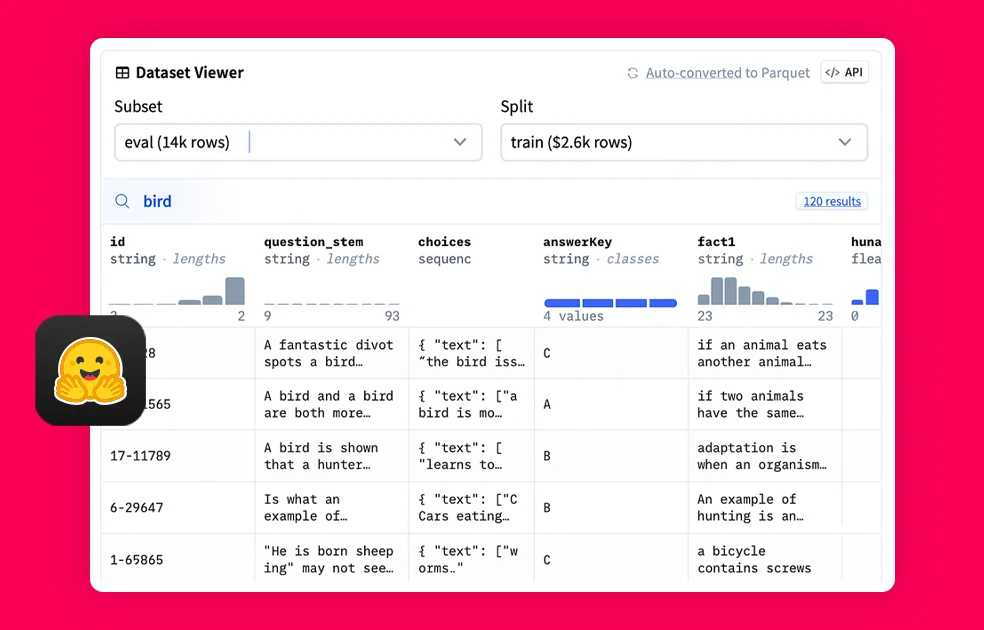 Dataset Viewer
Auto-converted to Parquet
</> API
Subset
Split
eval (14k rows)
train ($2.6k rows)
bird
120 results
id question_stem choices answerKey fact1 huna
string · lengths string · lengths sequenc string · classes string · lengths flea
2 9 93 4 values 23 23 0
A fantastic divot { "text": [ C if an animal eats
spots a bird… “the bird iss… another animal…
565 A bird and a bird { "text": ["a A if two animals
are both more… bird is mo… have the same…
17-11789 A bird is shown { "text": [ B adaptation is
that a hunter… "learns to… when an organism…
6-29647 Is what an { "text": ["C B An example of
example of… Cars eating… hunting is an…
1-65865 "He is born sheep { "text": ["w C a bicycle
ing" may not see… orms.." contains screws